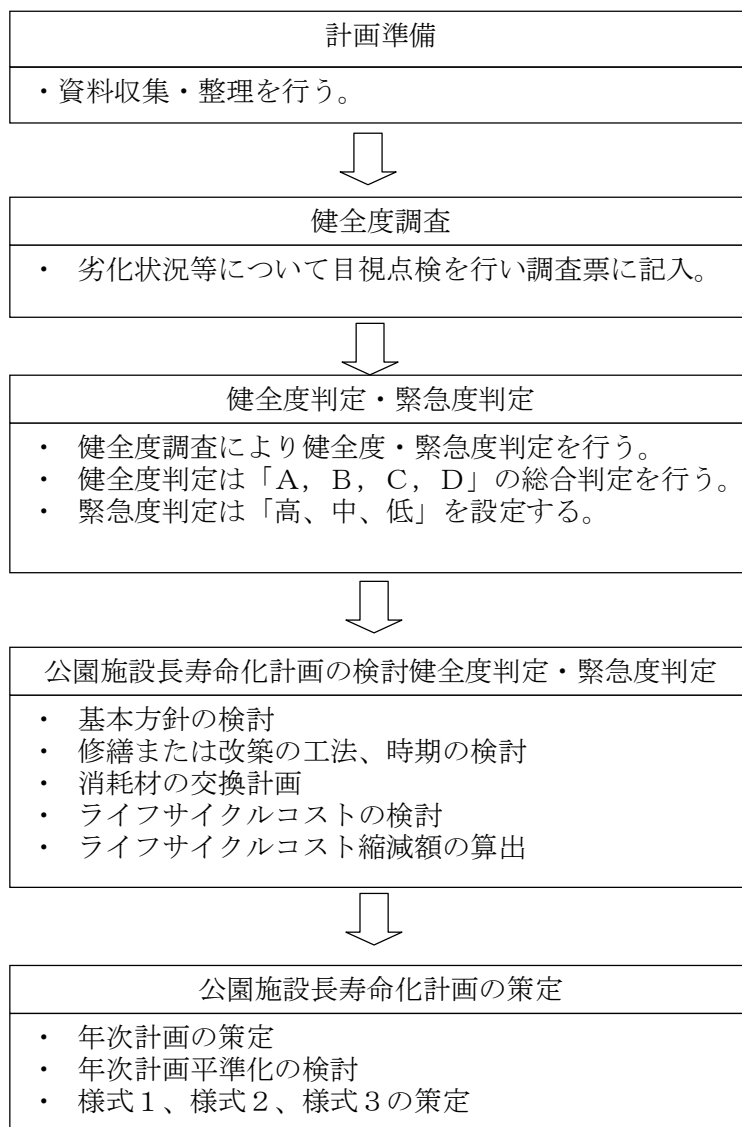 計画準備
・資料収集・整理を行う。
健全度調査
・ 劣化状況等について目視点検を行い調査票に記入。
健全度判定・緊急度判定
・ 健全度調査により健全度・緊急度判定を行う。
・ 健全度判定は「Ａ，Ｂ，Ｃ，Ｄ」の総合判定を行う。
・ 緊急度判定は「高、中、低」を設定する。
公園施設長寿命化計画の検討健全度判定・緊急度判定
・ 基本方針の検討
・ 修繕または改築の工法、時期の検討
・ 消耗材の交換計画
・ ライフサイクルコストの検討
・ ライフサイクルコスト縮減額の算出
公園施設長寿命化計画の策定
・ 年次計画の策定
・ 年次計画平準化の検討
・ 様式１、様式２、様式３の策定